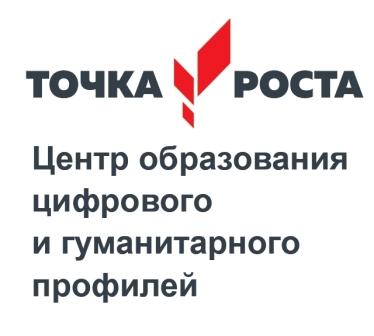 ТОЧКА РОСТА
Центр образования
цифрового
и гуманитарного
профилей